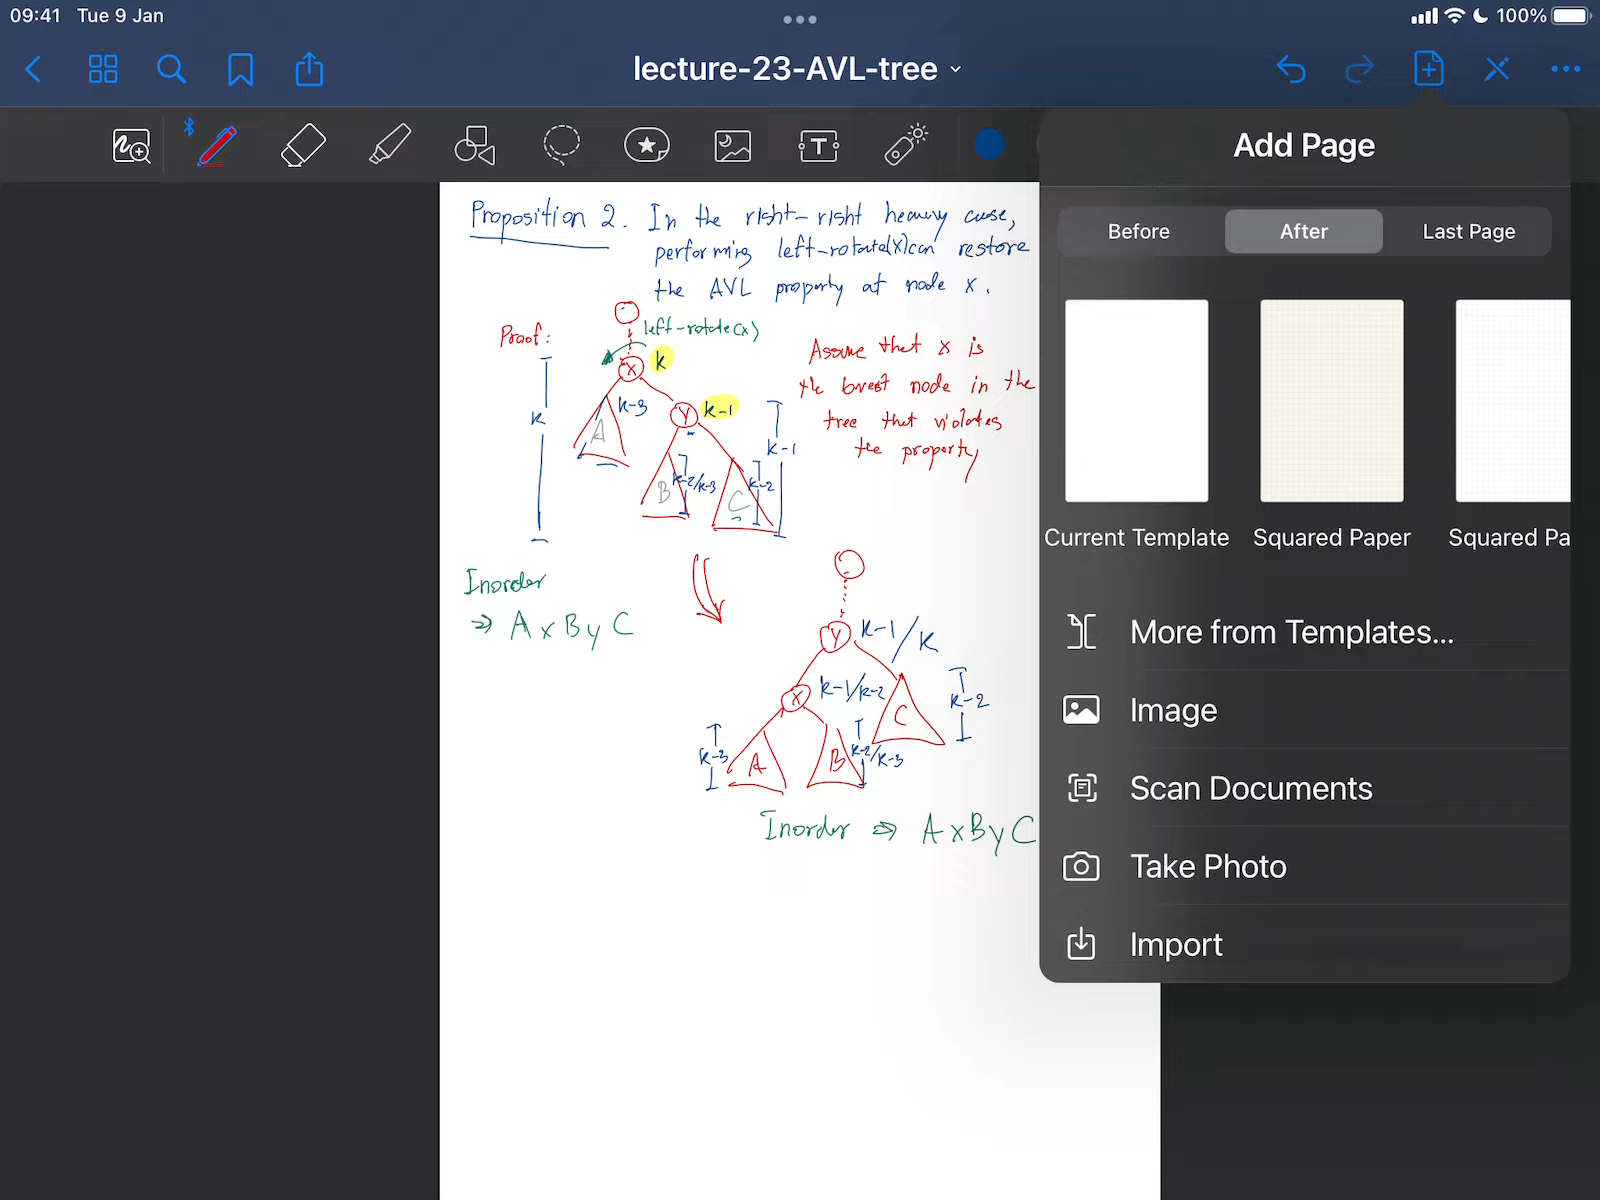 09:41 Tue 9 Jan
100%
lecture-23-AVL-tree
Add Page
Before After Last Page
Current Template Squared Paper Squared Pa
More from Templates...
Image
Scan Documents
Take Photo
Import
Proposition 2. In the right-right heavy case,
performing left-rotate(x) can restore
the AVL property at node x.
Proof:
left-rotate(x)
x k
k-3
y k-1
k
A
k-1
B k-2/k-3
C k-2
Assume that x is
the lowest node in the
tree that violates
the property
Inorder
⇒ A x B y C
y k-1/k
x k-1/k-2
C k-2
k-3 A
B k-2/k-3
Inorder ⇒ A x B y C